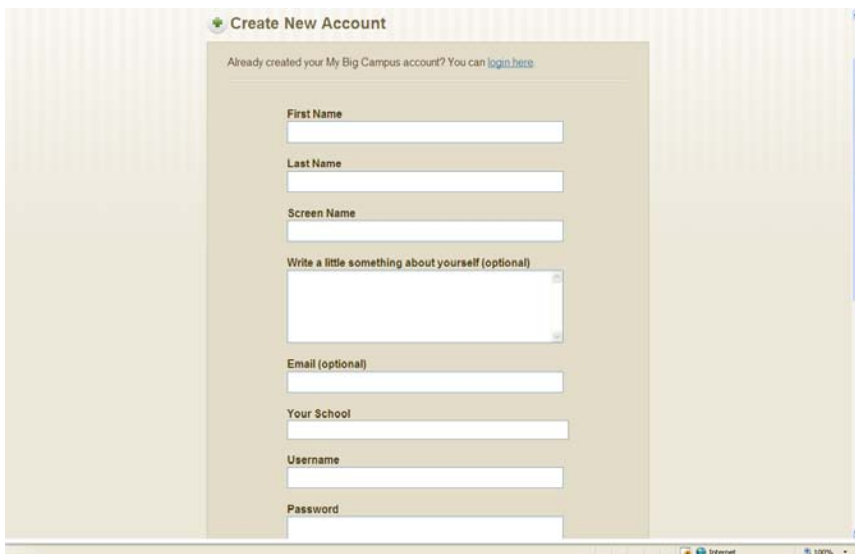 Create New Account
Already created your My Big Campus account? You can login here.
First Name
Last Name
Screen Name
Write a little something about yourself (optional)
Email (optional)
Your School
Username
Password
Internet
100%